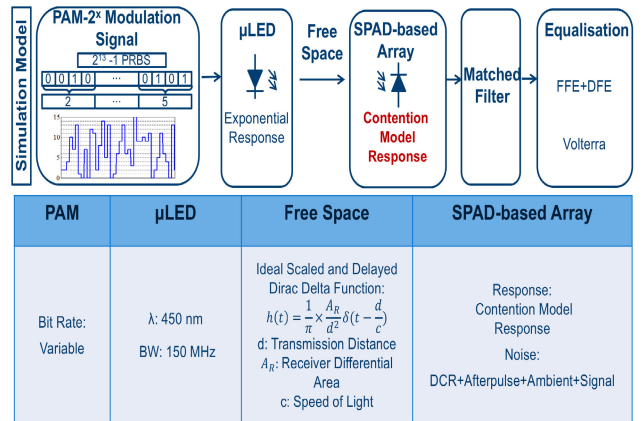 Simulation Model
PAM-2ˣ Modulation
Signal
2¹³ -1 PRBS
0 0 1 0 ... 0 1 0 1
2 ... 5
15
10
5
0
µLED
Exponential
Response
Free
Space
SPAD-based
Array
Contention
Model
Response
Matched
Filter
Equalisation
FFE+DFE
Volterra
PAM
µLED
Free Space
SPAD-based Array
Bit Rate:
Variable
λ: 450 nm
BW: 150 MHz
Ideal Scaled and Delayed
Dirac Delta Function:
h(t) = 1/π × A_R/d² δ(t − d/c)
d: Transmission Distance
A_R: Receiver Differential
Area
c: Speed of Light
Response:
Contention Model
Response
Noise:
DCR+Afterpulse+Ambient+Signal